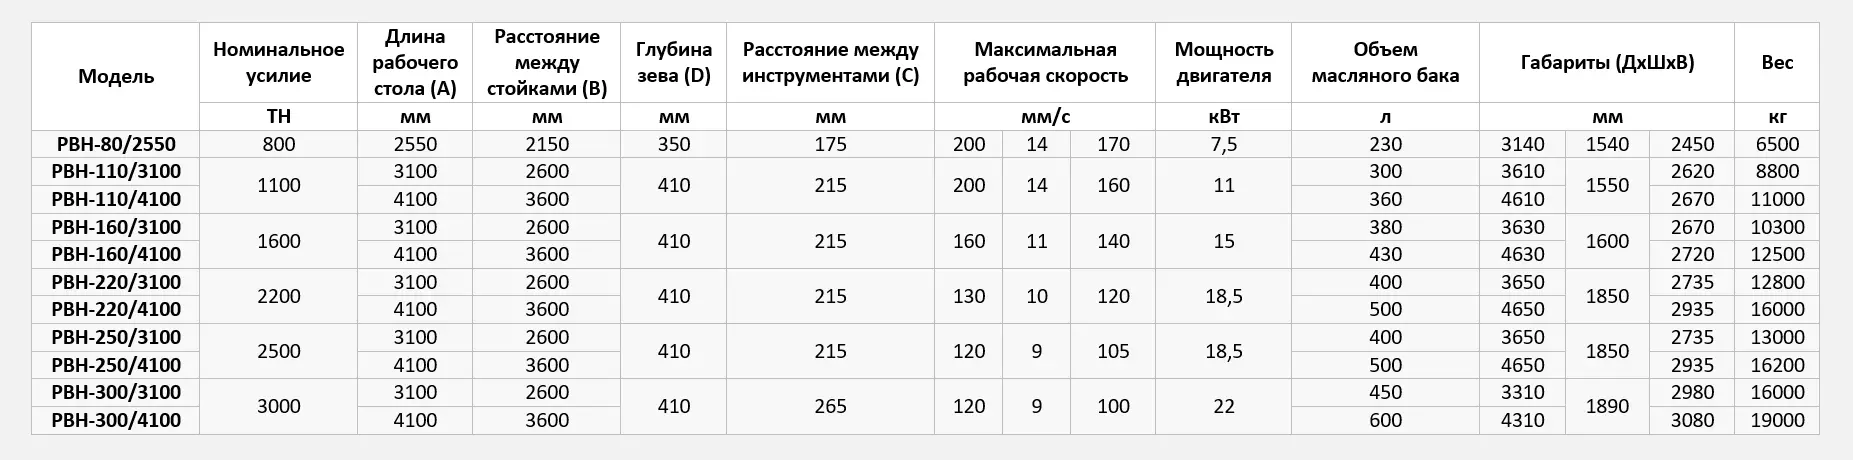 Модель Номинальное усилие Длина рабочего стола (А) Расстояние между стойками (В) Глубина зева (D) Расстояние между инструментами (С) Максимальная рабочая скорость Мощность двигателя Объем масляного бака Габариты (ДхШхВ) Вес
ТН мм мм мм мм мм/с кВт л мм кг
PBH-80/2550 800 2550 2150 350 175 200 14 170 7,5 230 3140 1540 2450 6500
PBH-110/3100 1100 3100 2600 410 215 200 14 160 11 300 3610 1550 2620 8800
PBH-110/4100 4100 3600 360 4610 2670 11000
PBH-160/3100 1600 3100 2600 410 215 160 11 140 15 380 3630 1600 2670 10300
PBH-160/4100 4100 3600 430 4630 2720 12500
PBH-220/3100 2200 3100 2600 410 215 130 10 120 18,5 400 3650 1850 2735 12800
PBH-220/4100 4100 3600 500 4650 2935 16000
PBH-250/3100 2500 3100 2600 410 215 120 9 105 18,5 400 3650 1850 2735 13000
PBH-250/4100 4100 3600 500 4650 2935 16200
PBH-300/3100 3000 3100 2600 410 265 120 9 100 22 450 3310 1890 2980 16000
PBH-300/4100 4100 3600 600 4310 3080 19000